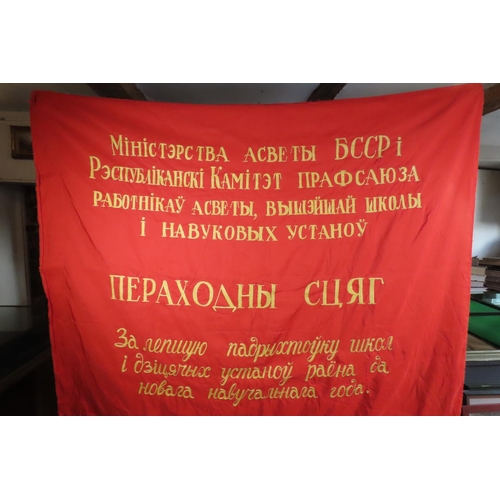 Міністэрства асветы БССР і
Рэспубліканскі Камітэт прафсаюза
работнікаў асветы, вышэйшай школы
і навуковых устаноў
ПЕРАХОДНЫ СЦЯГ
За лепшую падрыхтоўку школ
і дзіцячых устаноў раёна да
новага навучальнага года.